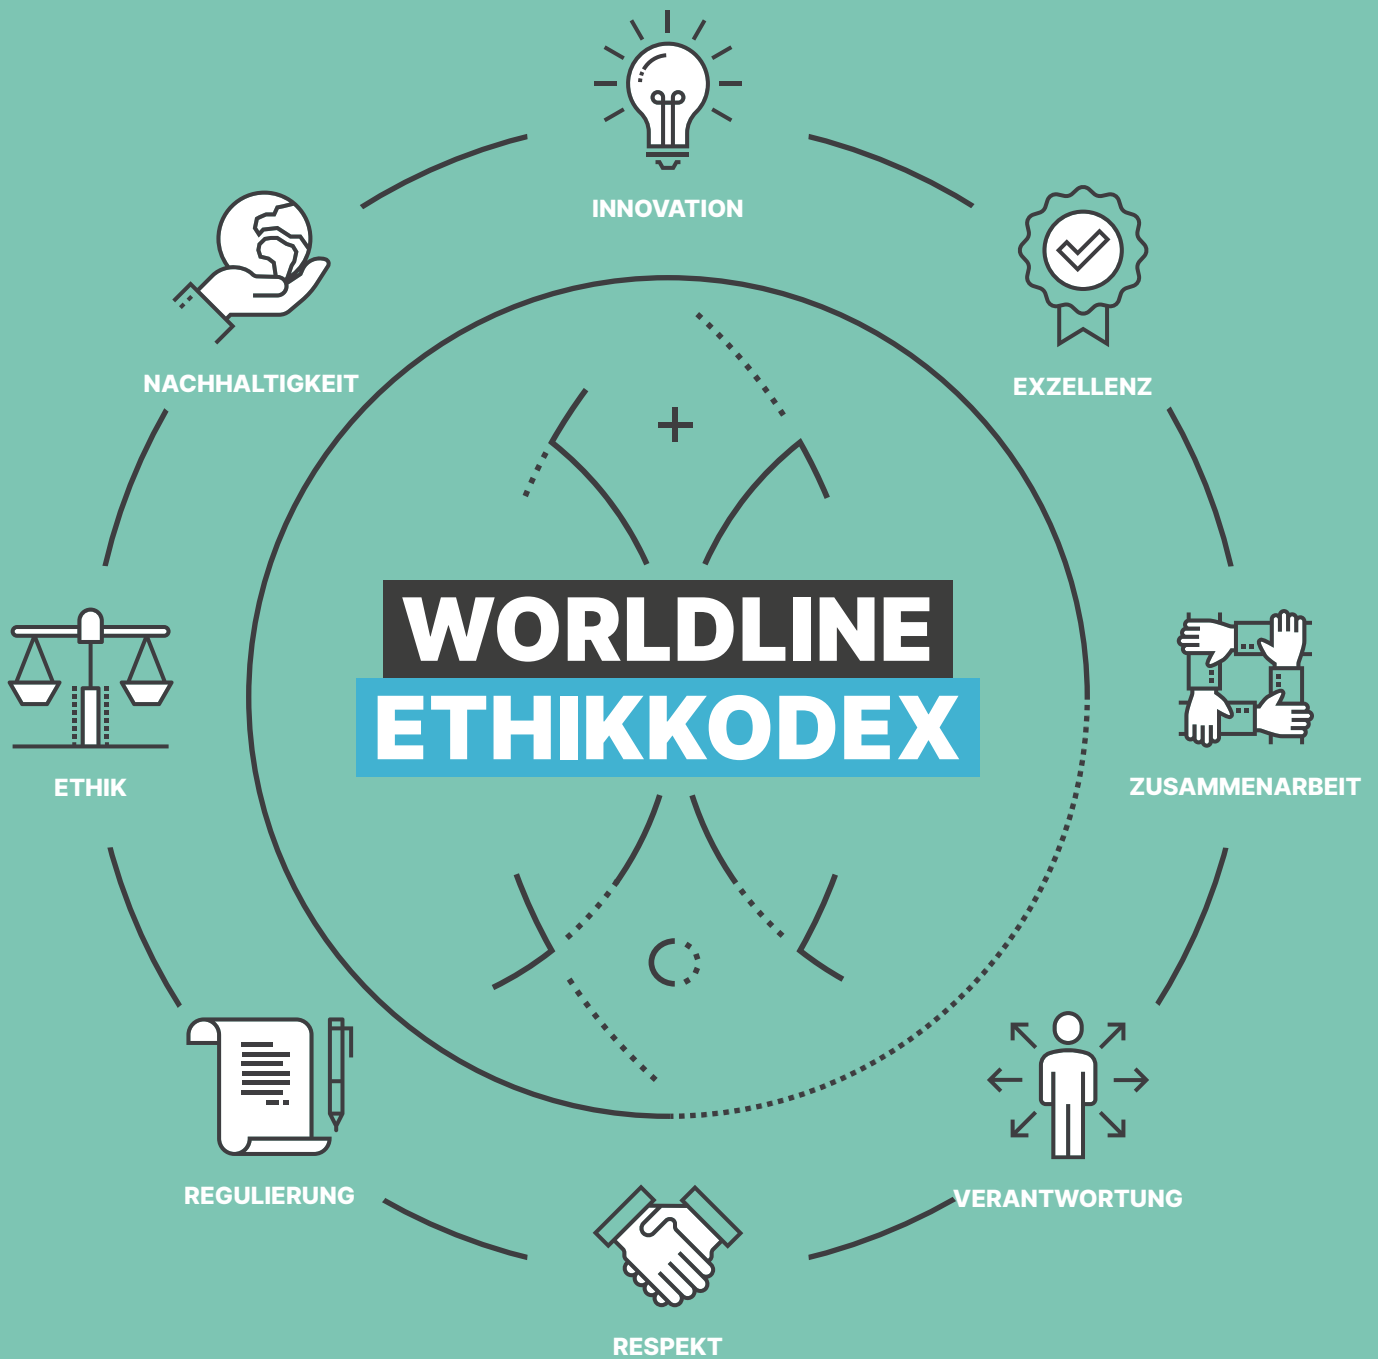 INNOVATION
NACHHALTIGKEIT
EXZELLENZ
WORLDLINE
ETHIKKODEX
ETHIK
ZUSAMMENARBEIT
REGULIERUNG
VERANTWORTUNG
RESPEKT